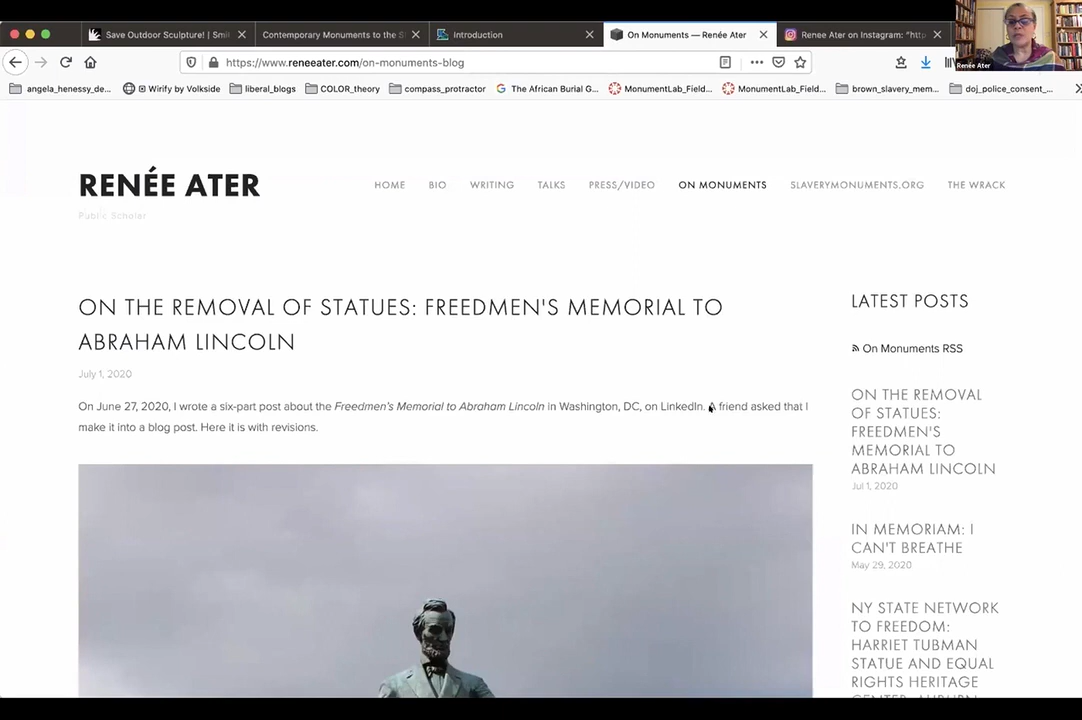 Save Outdoor Sculpture! | Smi
Contemporary Monuments to the S
Introduction
On Monuments — Renée Ater
Renee Ater on Instagram: "http
https://www.reneeater.com/on-monuments-blog
Renée Ater
angela_henessy_de...
Wirify by Volkside
liberal_blogs
COLOR_theory
compass_protractor
The African Burial G...
MonumentLab_Field...
MonumentLab_Field...
brown_slavery_mem...
doj_police_consent_...
RENÉE ATER
Public Scholar
HOME
BIO
WRITING
TALKS
PRESS/VIDEO
ON MONUMENTS
SLAVERYMONUMENTS.ORG
THE WRACK
ON THE REMOVAL OF STATUES: FREEDMEN'S MEMORIAL TO
ABRAHAM LINCOLN
July 1, 2020
On June 27, 2020, I wrote a six-part post about the Freedmen's Memorial to Abraham Lincoln in Washington, DC, on LinkedIn. A friend asked that I
make it into a blog post. Here it is with revisions.
LATEST POSTS
On Monuments RSS
ON THE REMOVAL
OF STATUES:
FREEDMEN'S
MEMORIAL TO
ABRAHAM LINCOLN
Jul 1, 2020
IN MEMORIAM: I
CAN'T BREATHE
May 29, 2020
NY STATE NETWORK
TO FREEDOM:
HARRIET TUBMAN
STATUE AND EQUAL
RIGHTS HERITAGE
CENTER, AUBURN,